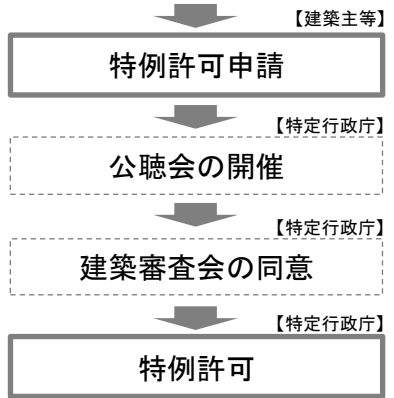 【建築主等】
特例許可申請
【特定行政庁】
公聴会の開催
【特定行政庁】
建築審査会の同意
【特定行政庁】
特例許可